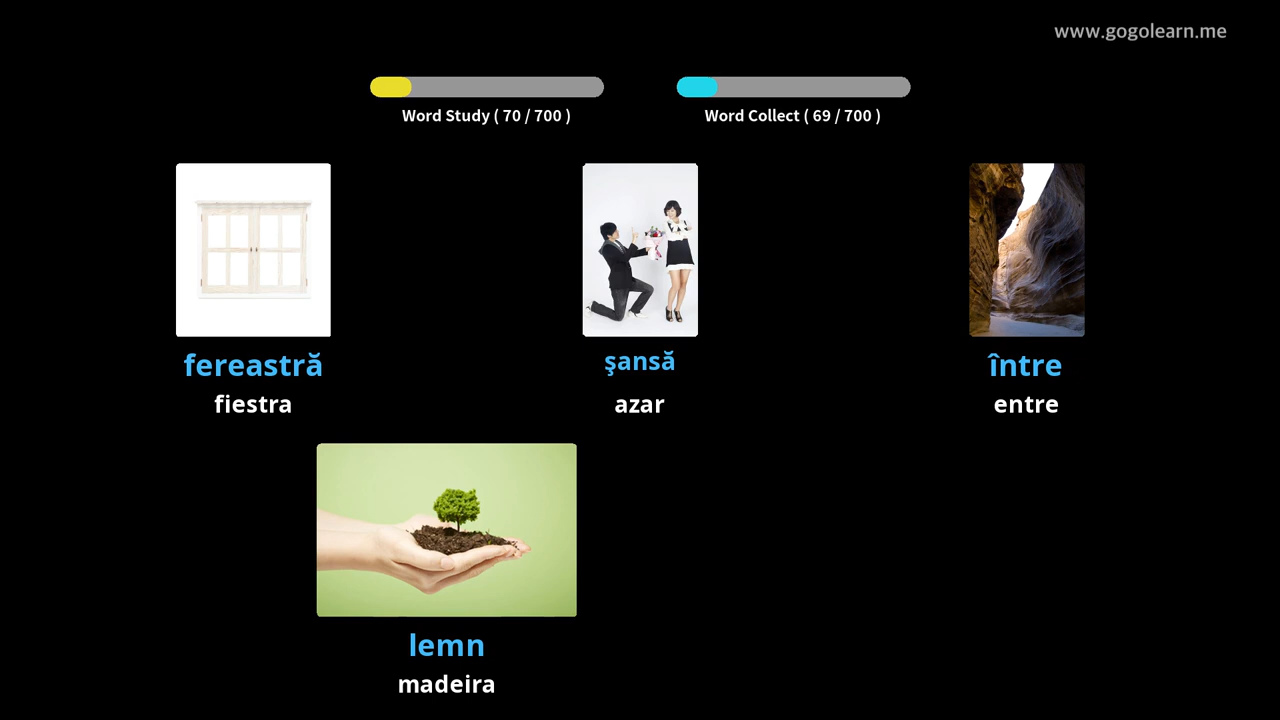 www.gogolearn.me
Word Study ( 70 / 700 )
Word Collect ( 69 / 700 )
fereastră
fiestra
şansă
azar
între
entre
lemn
madeira